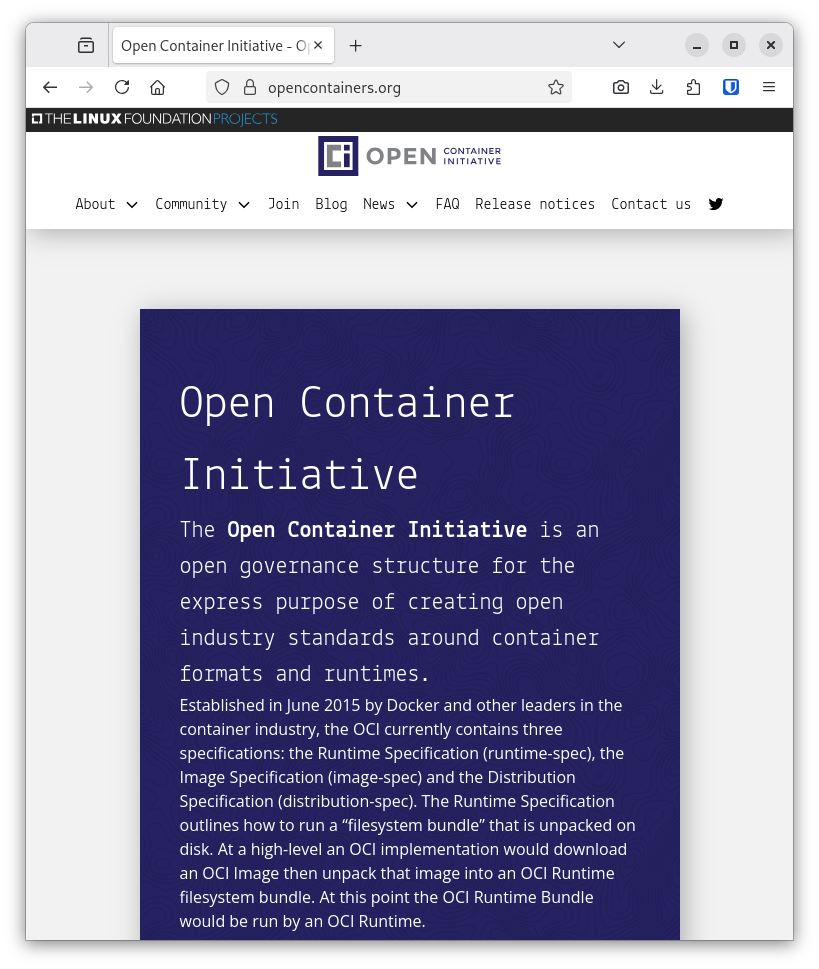 Open Container Initiative - O
opencontainers.org
THE LINUX FOUNDATION PROJECTS
Ci OPEN CONTAINER INITIATIVE
About Community Join Blog News FAQ Release notices Contact us
Open Container
Initiative
The Open Container Initiative is an
open governance structure for the
express purpose of creating open
industry standards around container
formats and runtimes.
Established in June 2015 by Docker and other leaders in the
container industry, the OCI currently contains three
specifications: the Runtime Specification (runtime-spec), the
Image Specification (image-spec) and the Distribution
Specification (distribution-spec). The Runtime Specification
outlines how to run a “filesystem bundle” that is unpacked on
disk. At a high-level an OCI implementation would download
an OCI Image then unpack that image into an OCI Runtime
filesystem bundle. At this point the OCI Runtime Bundle
would be run by an OCI Runtime.